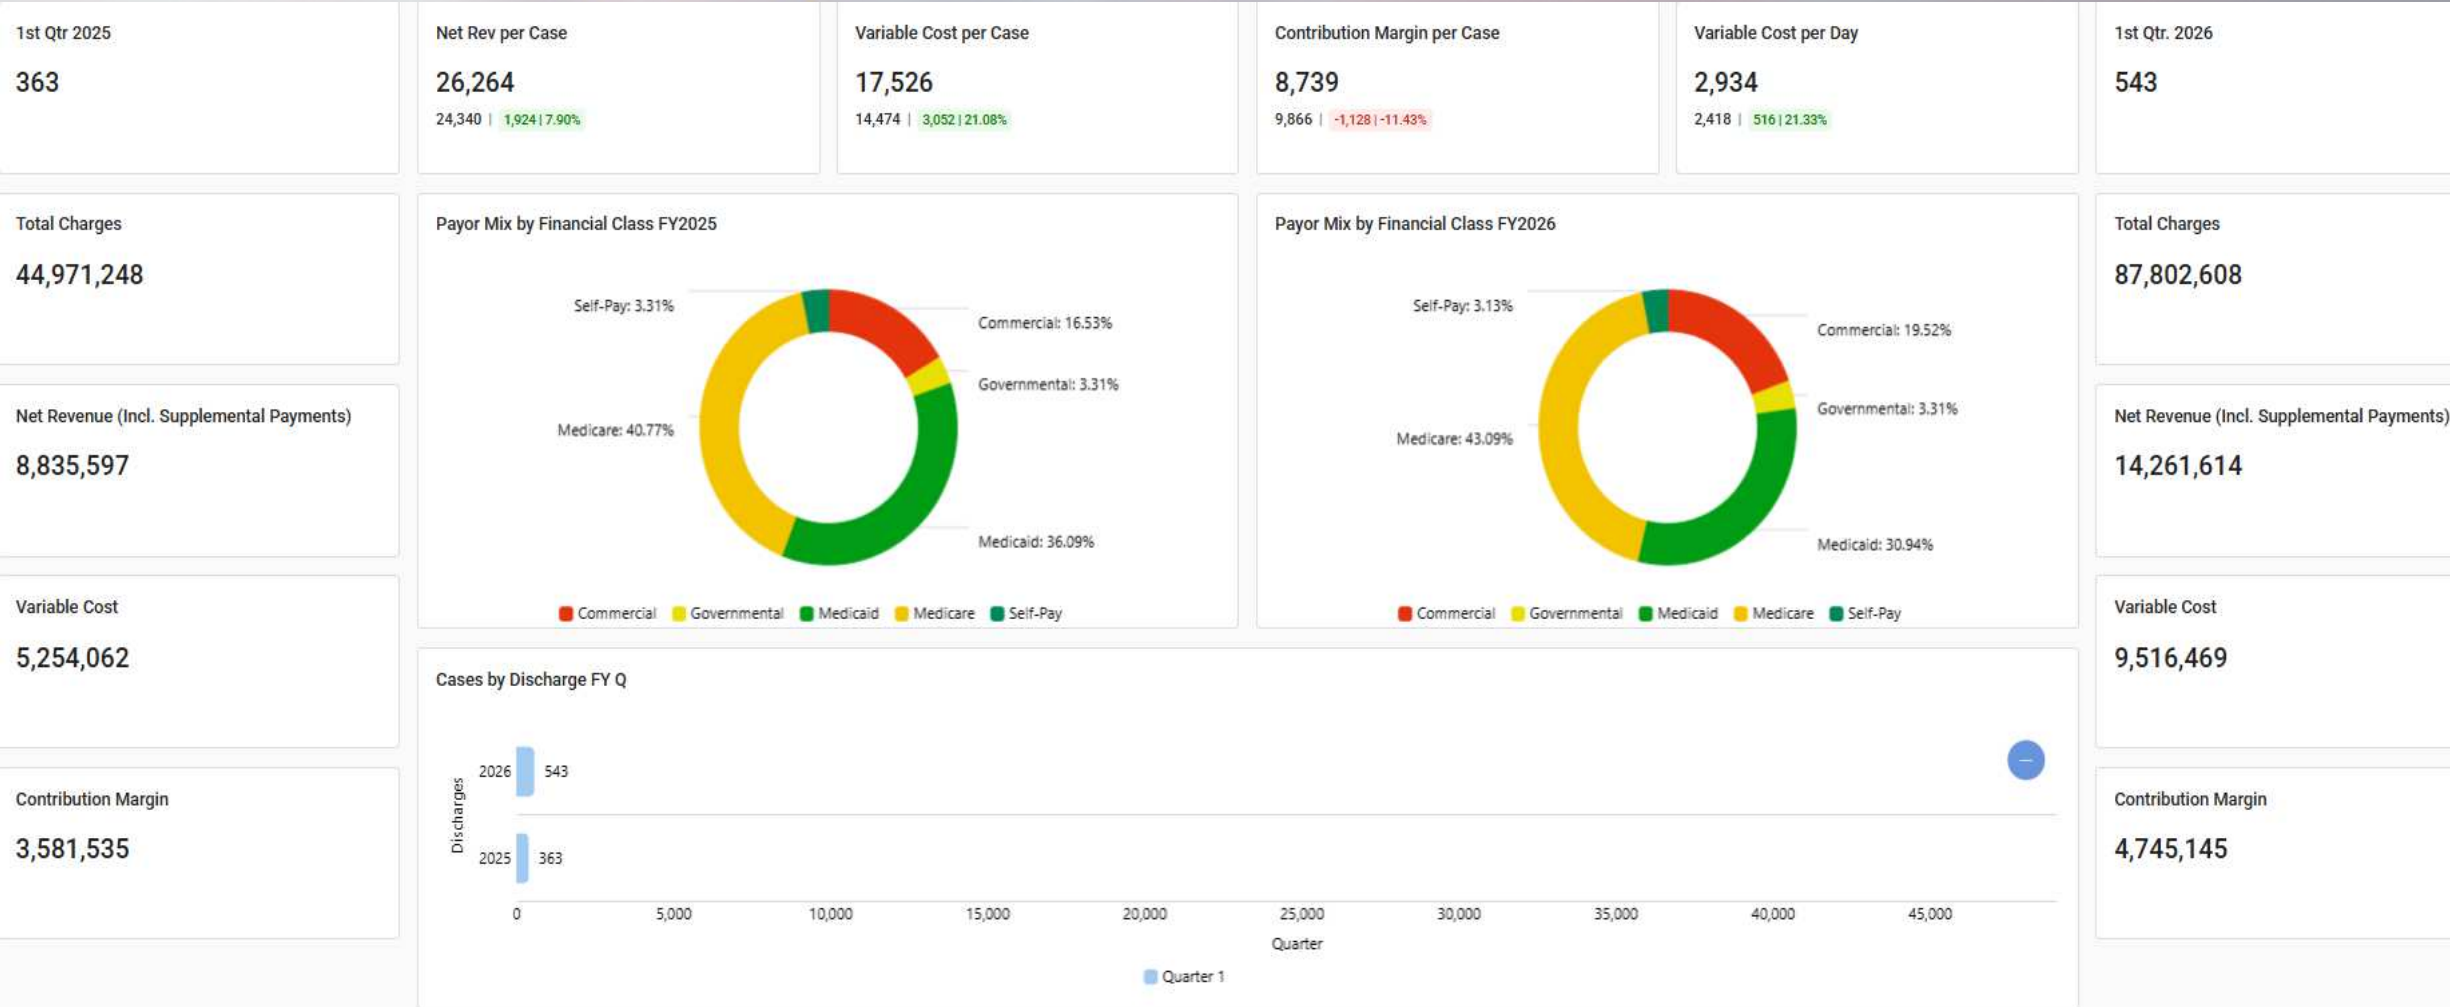 1st Qtr 2025
363
Net Rev per Case
26,264
24,340 | 1,924 | 7.90%
Variable Cost per Case
17,526
14,474 | 3,052 | 21.08%
Contribution Margin per Case
8,739
9,866 | -1,128 | -11.43%
Variable Cost per Day
2,934
2,418 | 516 | 21.33%
1st Qtr. 2026
543
Total Charges
44,971,248
Net Revenue (Incl. Supplemental Payments)
8,835,597
Variable Cost
5,254,062
Contribution Margin
3,581,535
Payor Mix by Financial Class FY2025
Self-Pay: 3.31%
Commercial: 16.53%
Governmental: 3.31%
Medicare: 40.77%
Medicaid: 36.09%
Commercial Governmental Medicaid Medicare Self-Pay
Payor Mix by Financial Class FY2026
Self-Pay: 3.13%
Commercial: 19.52%
Governmental: 3.31%
Medicare: 43.09%
Medicaid: 30.94%
Commercial Governmental Medicaid Medicare Self-Pay
Cases by Discharge FY Q
Discharges
2026 543
2025 363
0 5,000 10,000 15,000 20,000 25,000 30,000 35,000 40,000 45,000
Quarter
Quarter 1
Total Charges
87,802,608
Net Revenue (Incl. Supplemental Payments)
14,261,614
Variable Cost
9,516,469
Contribution Margin
4,745,145